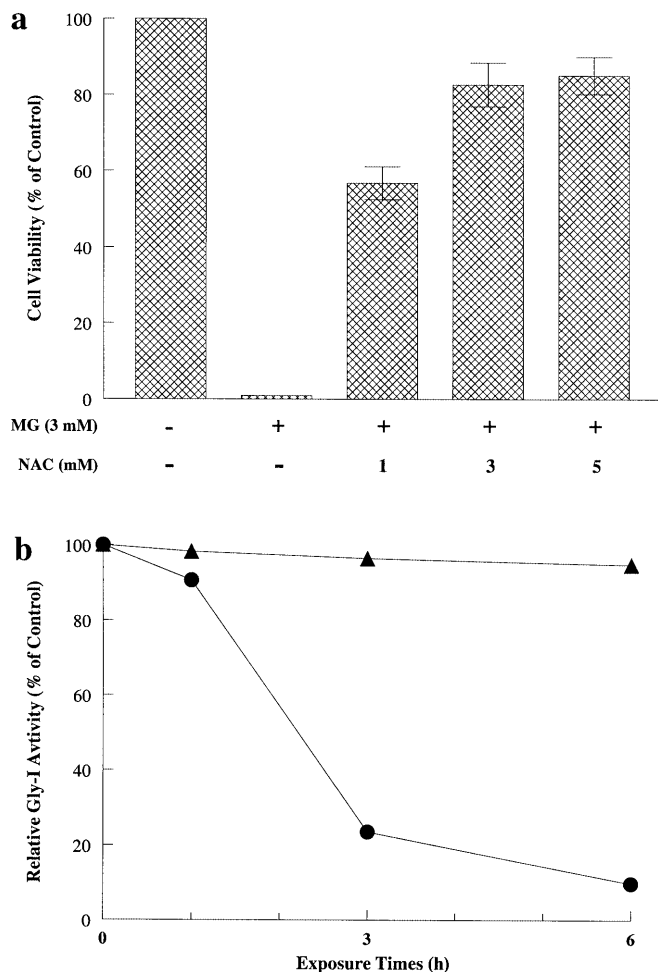 a
Cell Viability (% of Control)
100
80
60
40
20
0
MG (3 mM) - + + + +
NAC (mM) - - 1 3 5
b
Relative Gly-I Avtivity (% of Control)
100
80
60
40
20
0
0 3 6
Exposure Times (h)